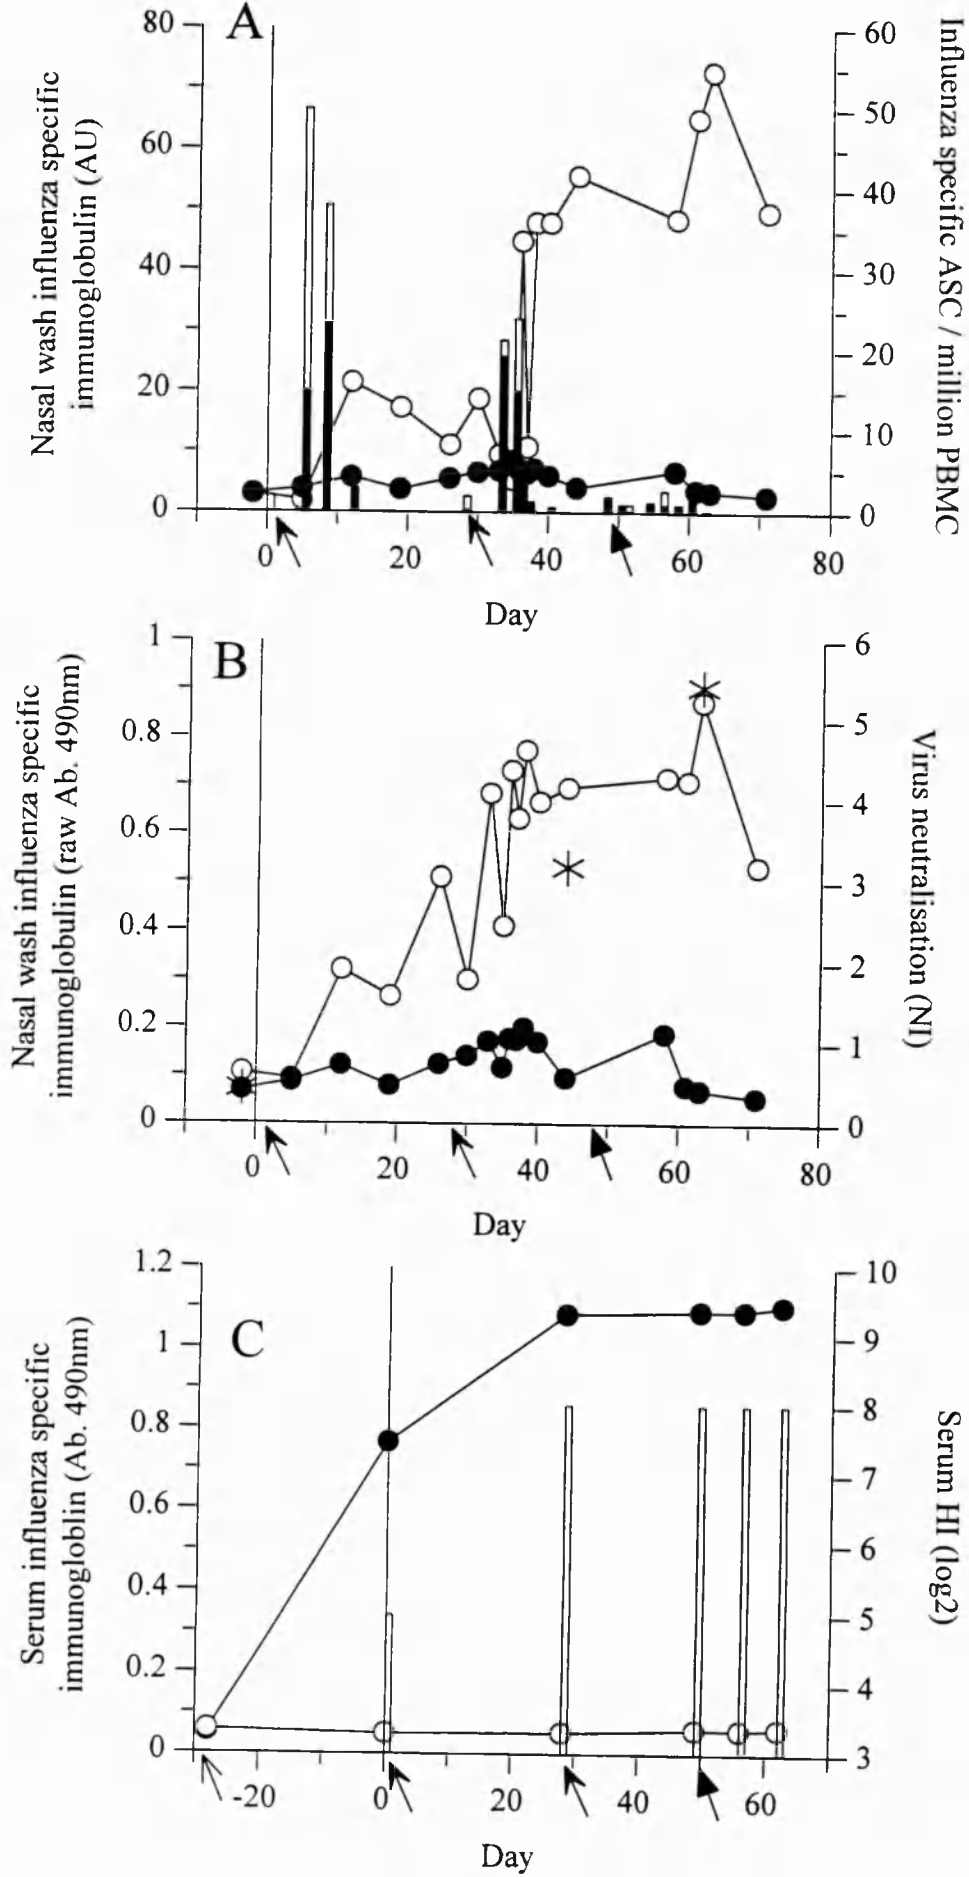 A
Nasal wash influenza specific
immunoglobulin (AU)
80
60
40
20
0
Influenza specific ASC / million PBMC
60
50
40
30
20
10
0
0 20 40 60 80
Day
B
Nasal wash influenza specific
immunoglobulin (raw Ab. 490nm)
1
0.8
0.6
0.4
0.2
0
Virus neutralisation (NI)
6
5
4
3
2
1
0
0 20 40 60 80
Day
C
Serum influenza specific
immunogloblin (Ab. 490nm)
1.2
1
0.8
0.6
0.4
0.2
0
Serum HI (log2)
10
9
8
7
6
5
4
3
-20 0 20 40 60
Day